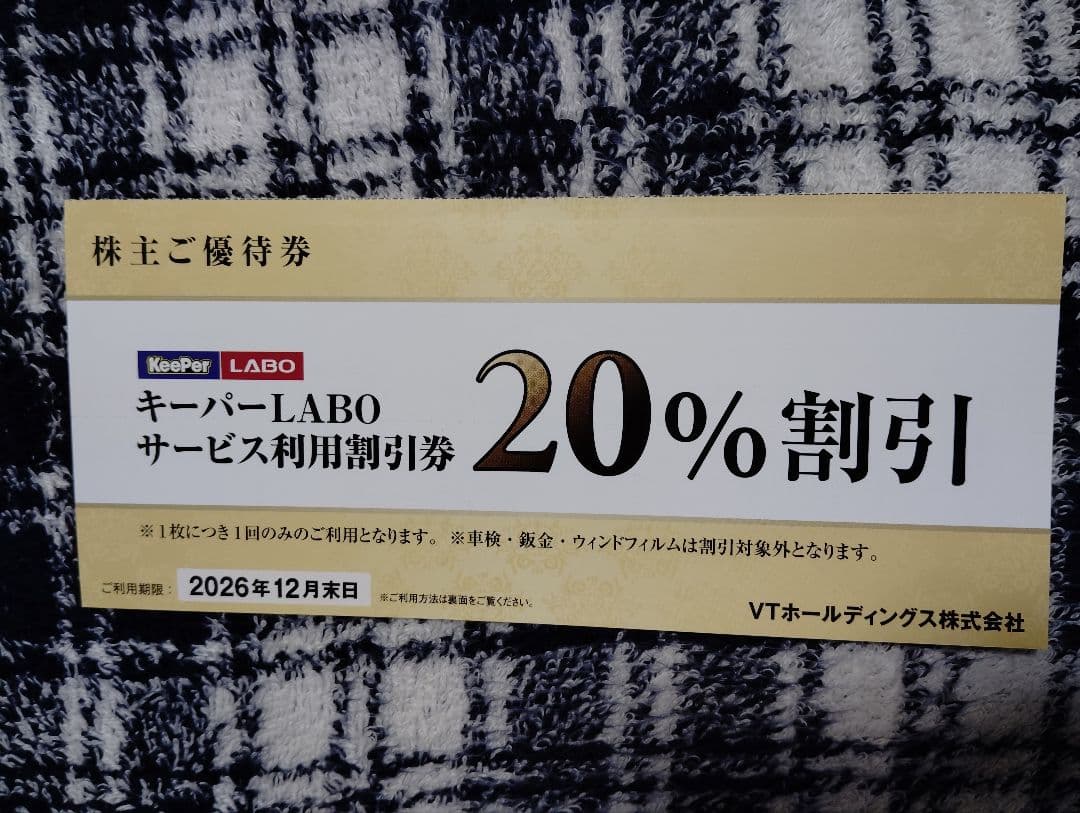 株主ご優待券
KeePer LABO
キーパーLABO
サービス利用割引券
20%割引
※1枚につき1回のみのご利用となります。 ※車検・鈑金・ウィンドフィルムは割引対象外となります。
ご利用期限： 2026年12月末日 ※ご利用方法は裏面をご覧ください。
VTホールディングス株式会社